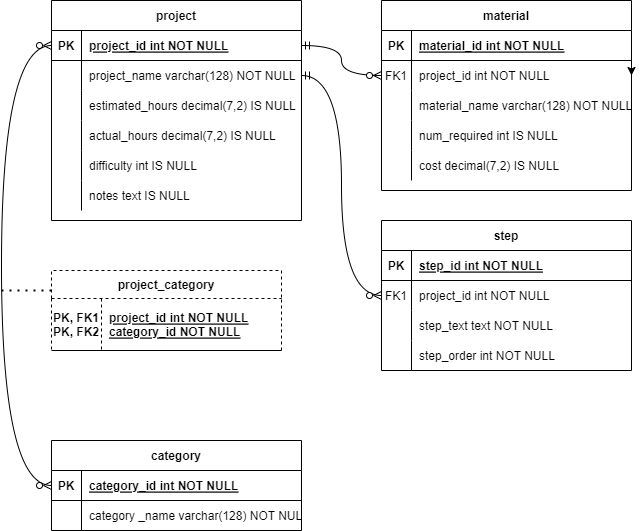 project
PK project_id int NOT NULL
project_name varchar(128) NOT NULL
estimated_hours decimal(7,2) IS NULL
actual_hours decimal(7,2) IS NULL
difficulty int IS NULL
notes text IS NULL
material
PK material_id int NOT NULL
FK1 project_id int NOT NULL
material_name varchar(128) NOT NULL
num_required int IS NULL
cost decimal(7,2) IS NULL
step
PK step_id int NOT NULL
FK1 project_id int NOT NULL
step_text text NOT NULL
step_order int NOT NULL
project_category
PK, FK1 project_id int NOT NULL
PK, FK2 category_id NOT NULL
category
PK category_id int NOT NULL
category _name varchar(128) NOT NUL